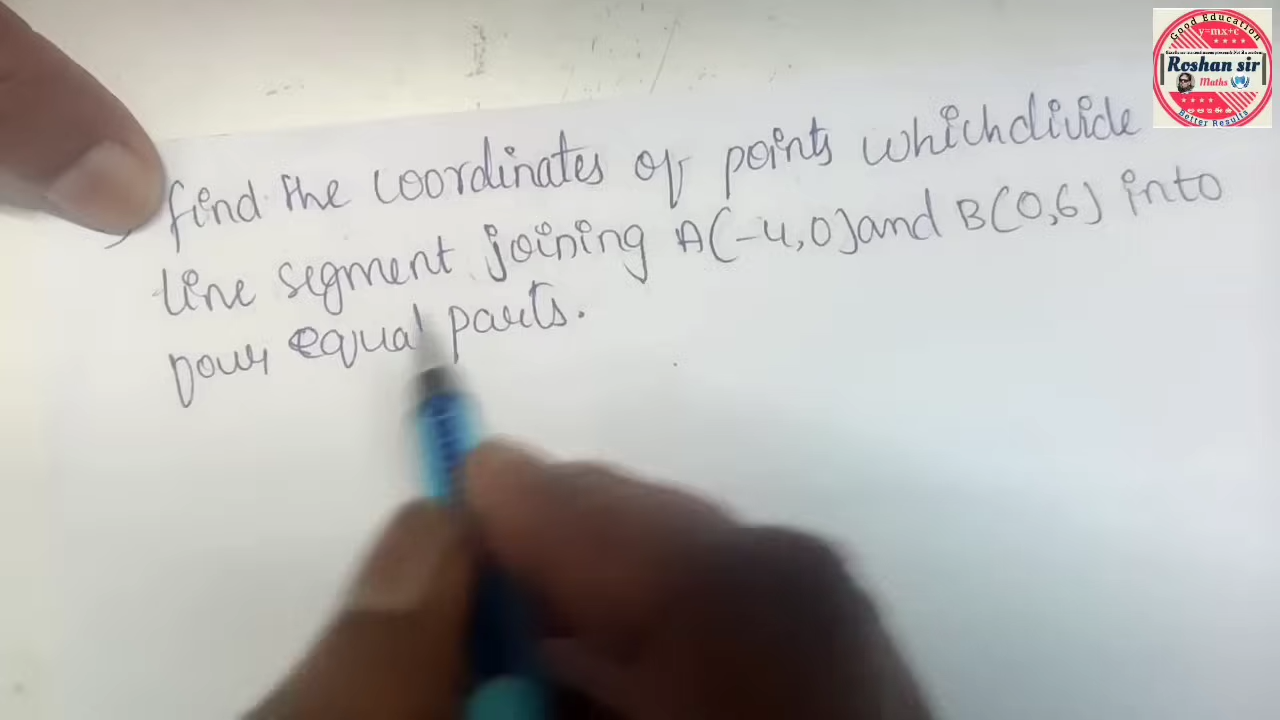 Good Education
y=mx+c
Roshan sir
Maths
Better Results
find the coordinates of points which divide
line segment joining A(-4,0) and B(0,6) into
four equal parts.